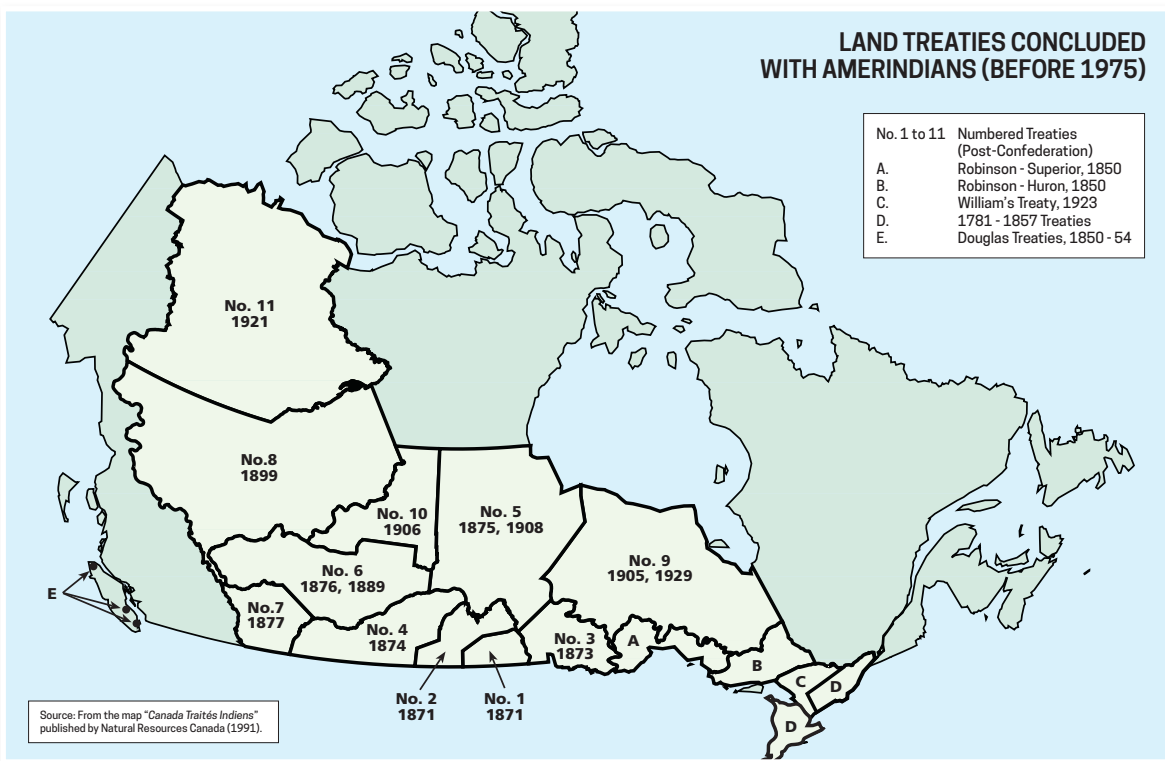 LAND TREATIES CONCLUDED
WITH AMERINDIANS (BEFORE 1975)
No. 1 to 11 Numbered Treaties
(Post-Confederation)
A. Robinson - Superior, 1850
B. Robinson - Huron, 1850
C. William's Treaty, 1923
D. 1781 - 1857 Treaties
E. Douglas Treaties, 1850 - 54
No. 11
1921
No.8
1899
No. 10
1906
No. 5
1875, 1908
No. 9
1905, 1929
No. 6
1876, 1889
E
No.7
1877
No. 4
1874
No. 3
1873
A
B
C
D
No. 2
1871
No. 1
1871
D
Source: From the map "Canada Traités Indiens"
published by Natural Resources Canada (1991).